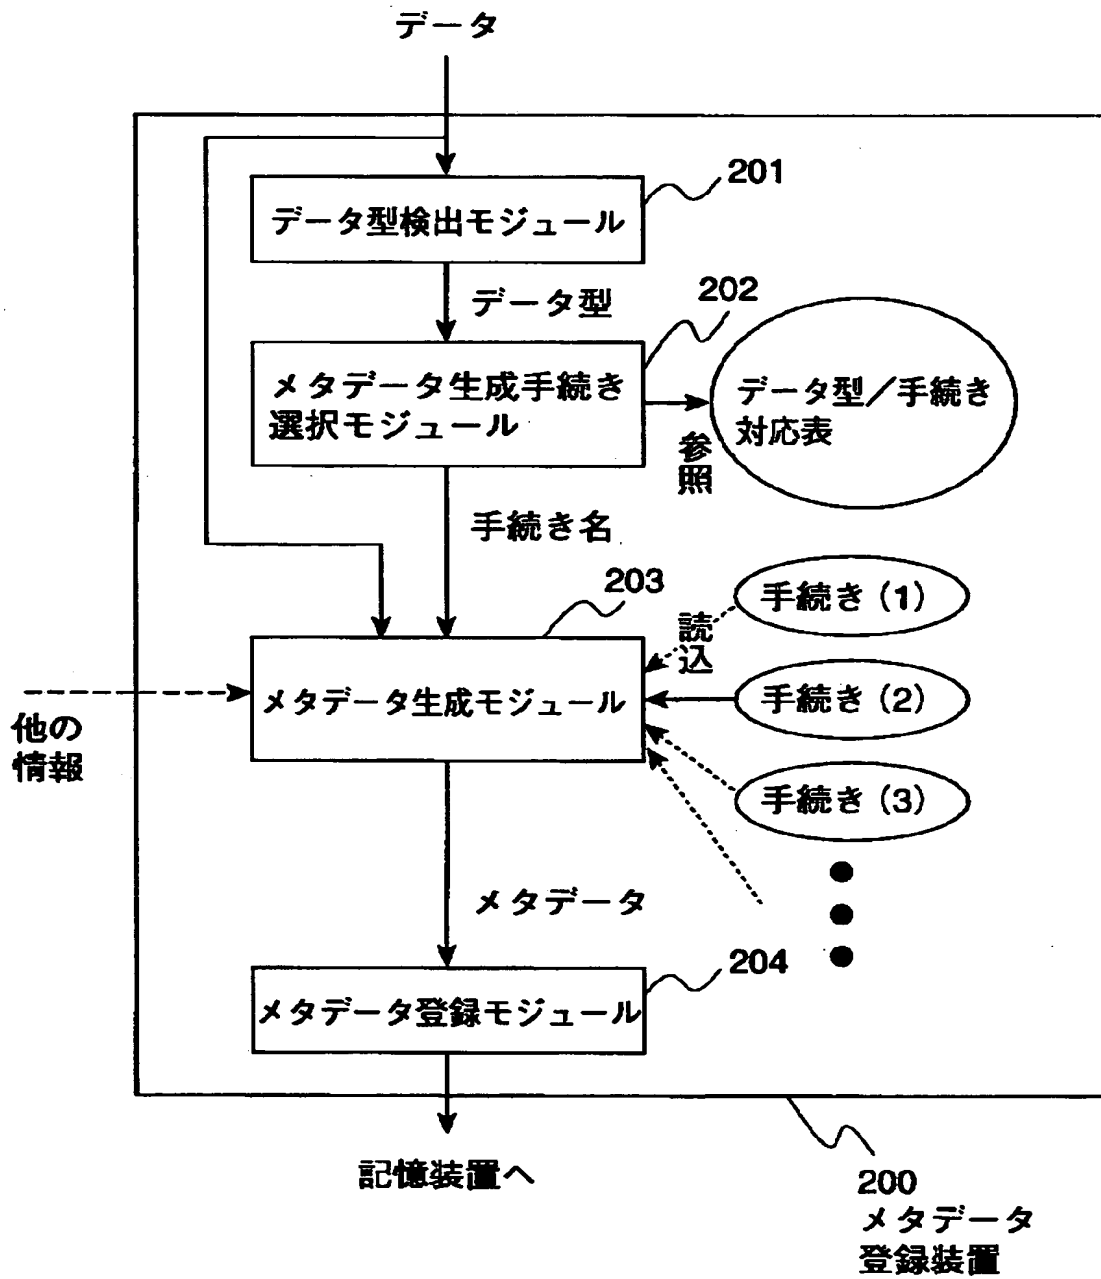 データ
201
データ型検出モジュール
データ型
202
メタデータ生成手続き
選択モジュール
データ型／手続き
対応表
参照
手続き名
203
手続き（1）
読込
メタデータ生成モジュール
手続き（2）
他の
情報
手続き（3）
メタデータ
204
メタデータ登録モジュール
記憶装置へ
200
メタデータ
登録装置